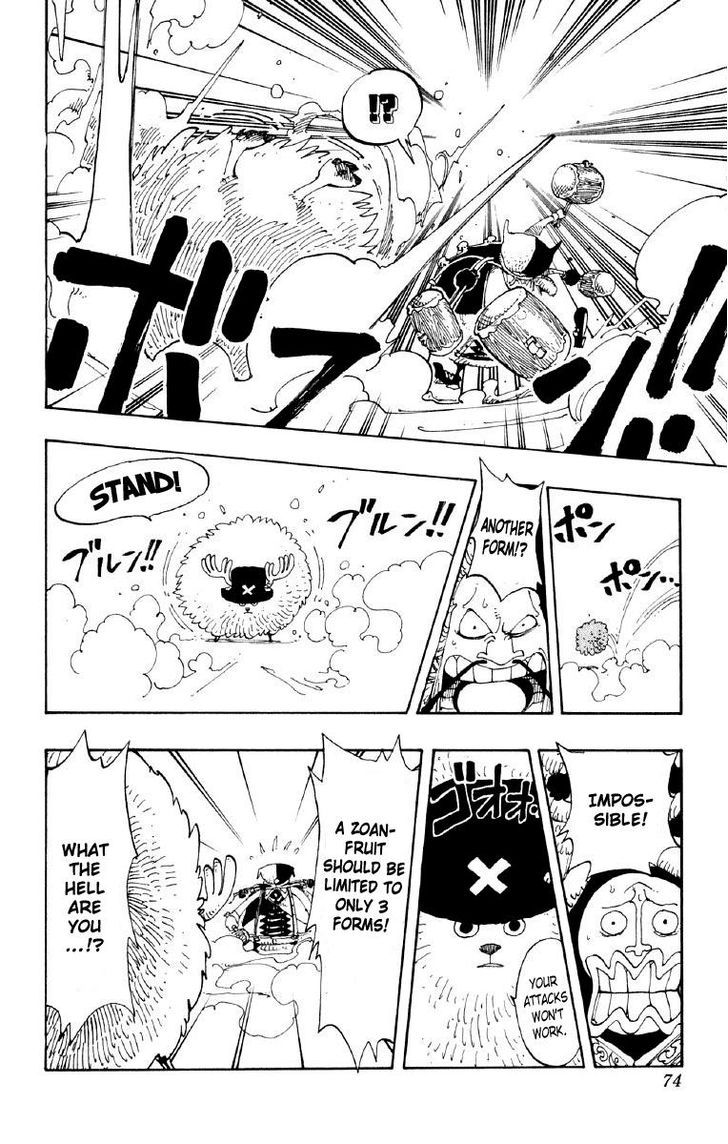 !?
ボフン!!
ポン
ポン…
ANOTHER
FORM!?
ブルン!!
STAND!
ブルン!!
IMPOS-
SIBLE!
ゴオオ
YOUR
ATTACKS
WON'T
WORK.
A ZOAN-
FRUIT
SHOULD BE
LIMITED TO
ONLY 3
FORMS!
WHAT
THE
HELL
ARE
YOU
...!?
74